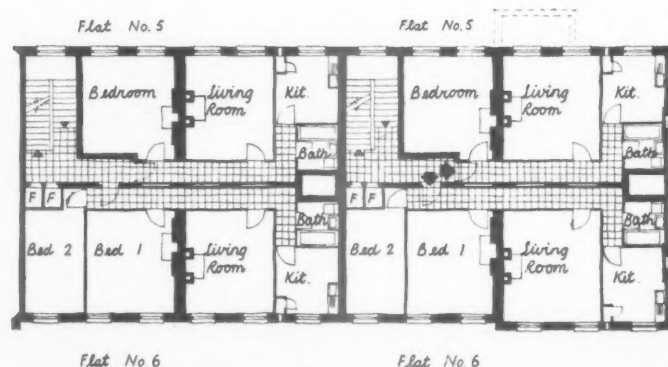 Flat No. 5
Flat No. 5
Bedroom
Living Room
Kit.
Bedroom
Living Room
Kit.
Bath
Bath
F F
F F
Bath
Bath
Bed 2
Bed 1
Living Room
Kit.
Bed 2
Bed 1
Living Room
Kit.
Flat No. 6
Flat No. 6